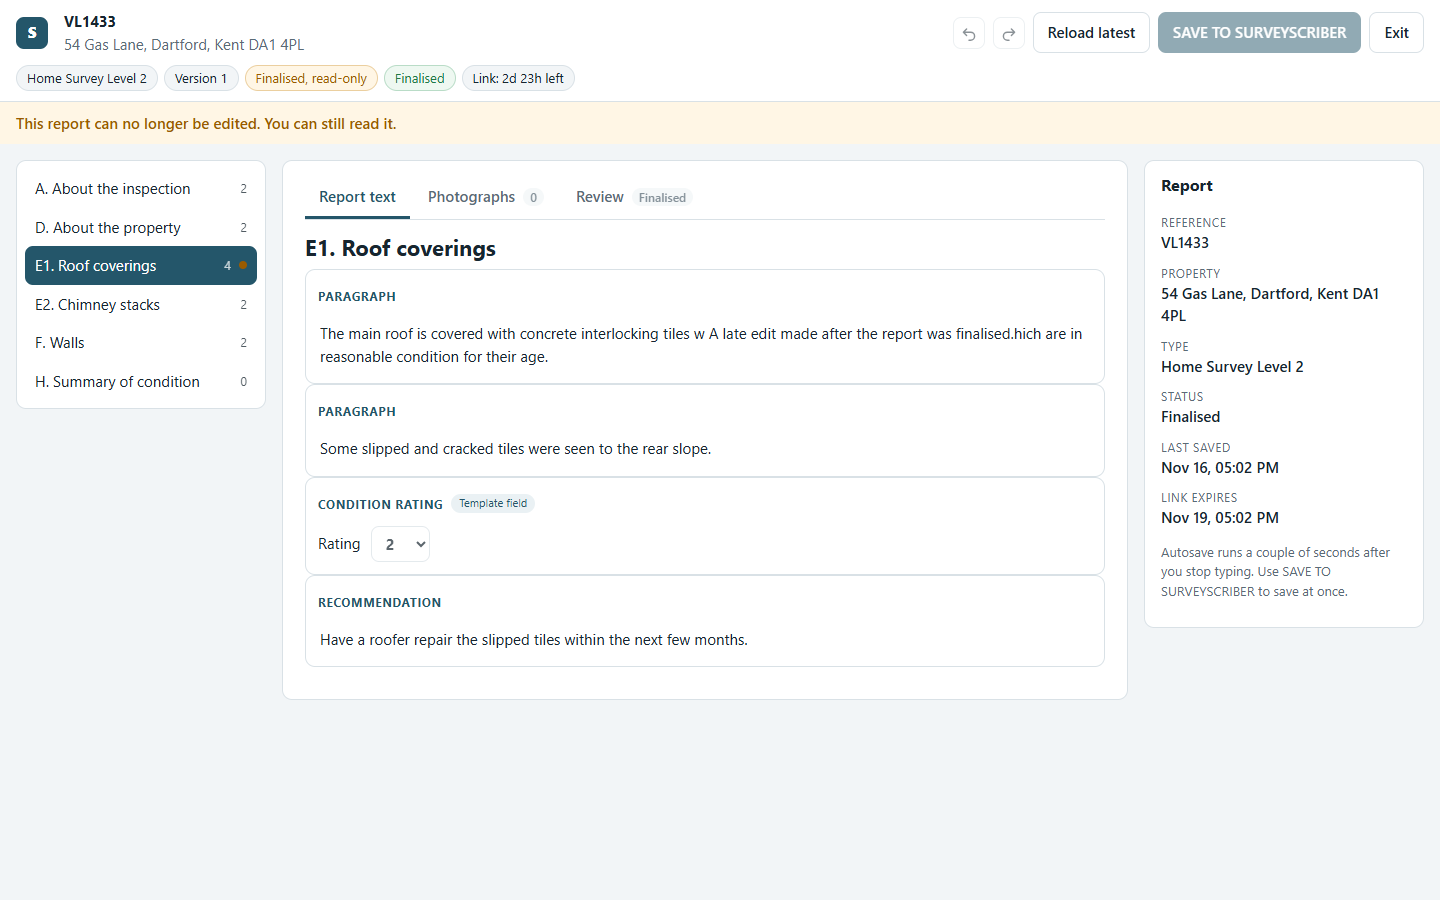 S
VL1433
54 Gas Lane, Dartford, Kent DA1 4PL
Reload latest
SAVE TO SURVEYSCRIBER
Exit
Home Survey Level 2
Version 1
Finalised, read-only
Finalised
Link: 2d 23h left
This report can no longer be edited. You can still read it.
A. About the inspection 2
D. About the property 2
E1. Roof coverings 4
E2. Chimney stacks 2
F. Walls 2
H. Summary of condition 0
Report text
Photographs 0
Review Finalised
E1. Roof coverings
PARAGRAPH
The main roof is covered with concrete interlocking tiles w A late edit made after the report was finalised.hich are in
reasonable condition for their age.
PARAGRAPH
Some slipped and cracked tiles were seen to the rear slope.
CONDITION RATING Template field
Rating 2
RECOMMENDATION
Have a roofer repair the slipped tiles within the next few months.
Report
REFERENCE
VL1433
PROPERTY
54 Gas Lane, Dartford, Kent DA1
4PL
TYPE
Home Survey Level 2
STATUS
Finalised
LAST SAVED
Nov 16, 05:02 PM
LINK EXPIRES
Nov 19, 05:02 PM
Autosave runs a couple of seconds after
you stop typing. Use SAVE TO
SURVEYSCRIBER to save at once.